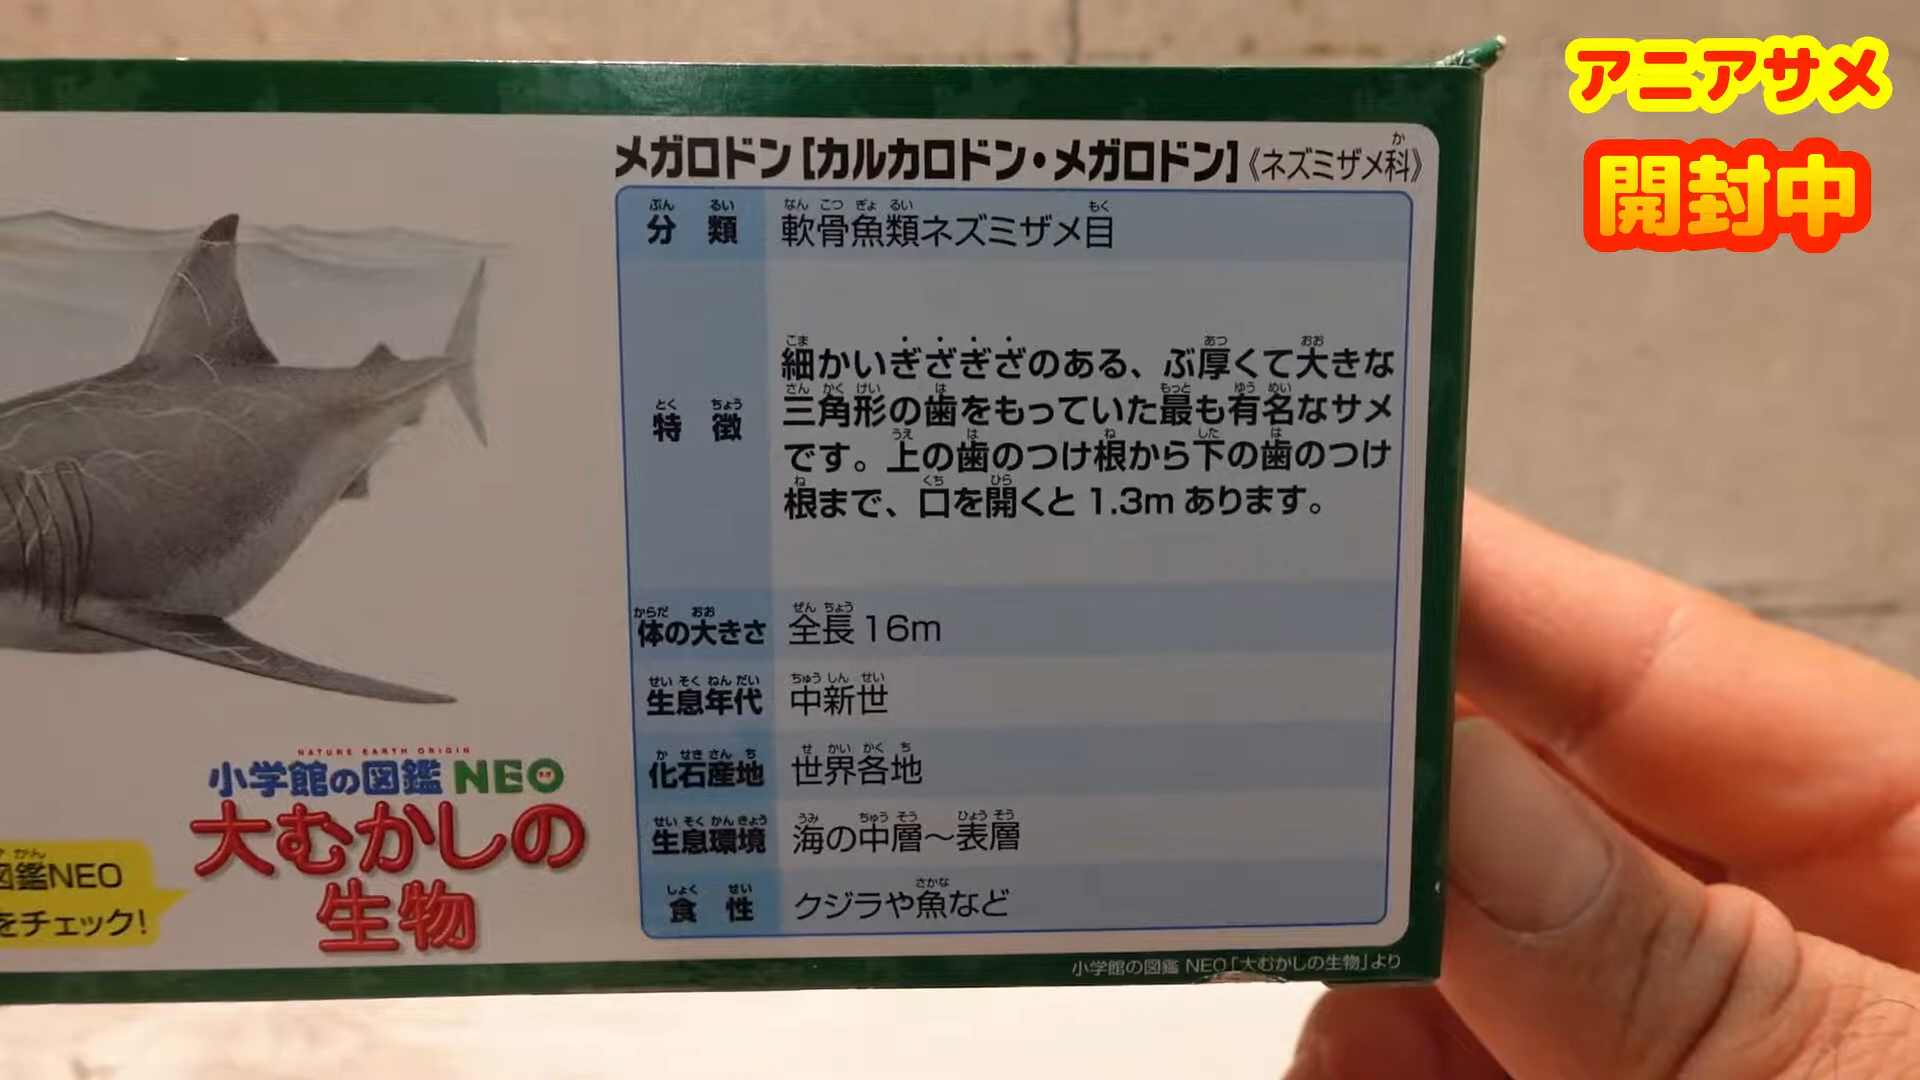 アニアサメ
開封中
メガロドン[カルカロドン・メガロドン]《ネズミザメ科》
分類 軟骨魚類ネズミザメ目
特徴 細かいぎざぎざのある、ぶ厚くて大きな
三角形の歯をもっていた最も有名なサメ
です。上の歯のつけ根から下の歯のつけ
根まで、口を開くと1.3mあります。
体の大きさ 全長16m
生息年代 中新世
化石産地 世界各地
生息環境 海の中層～表層
食性 クジラや魚など
小学館の図鑑 NEO「大むかしの生物」より
NATURE EARTH ORIGIN
小学館の図鑑 NEO
大むかしの
生物
図鑑NEO
をチェック!